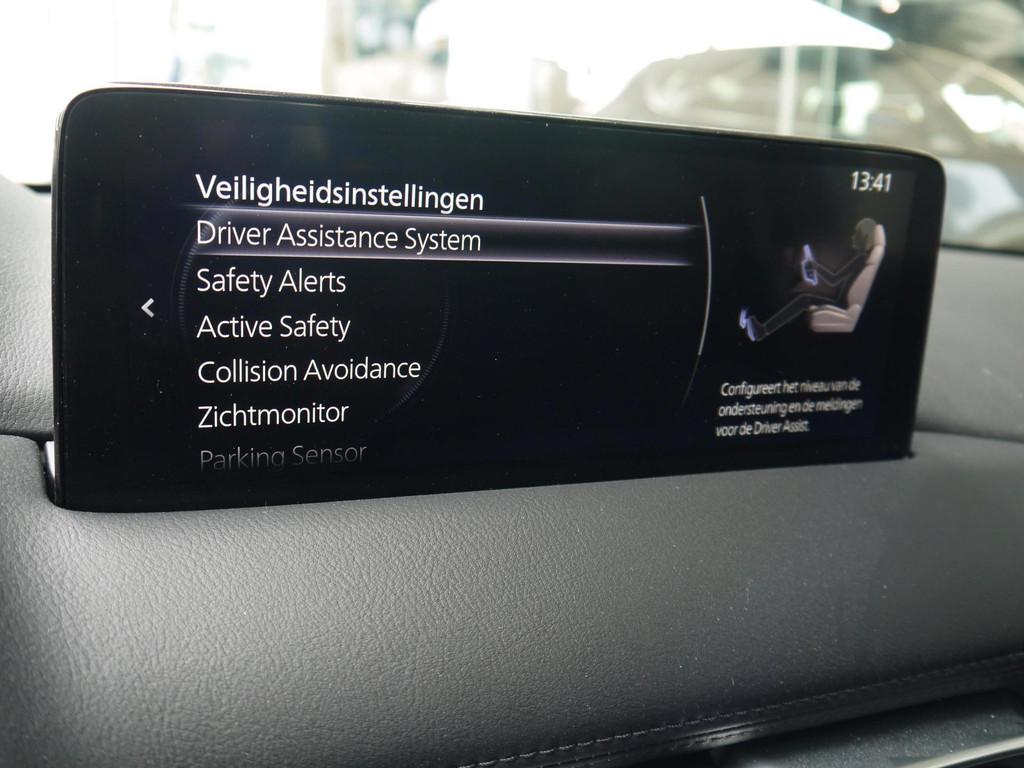 Veiligheidsinstellingen
13:41
Driver Assistance System
Safety Alerts
Active Safety
Collision Avoidance
Zichtmonitor
Parking Sensor
Configureert het niveau van de
ondersteuning en de meldingen
voor de Driver Assist.